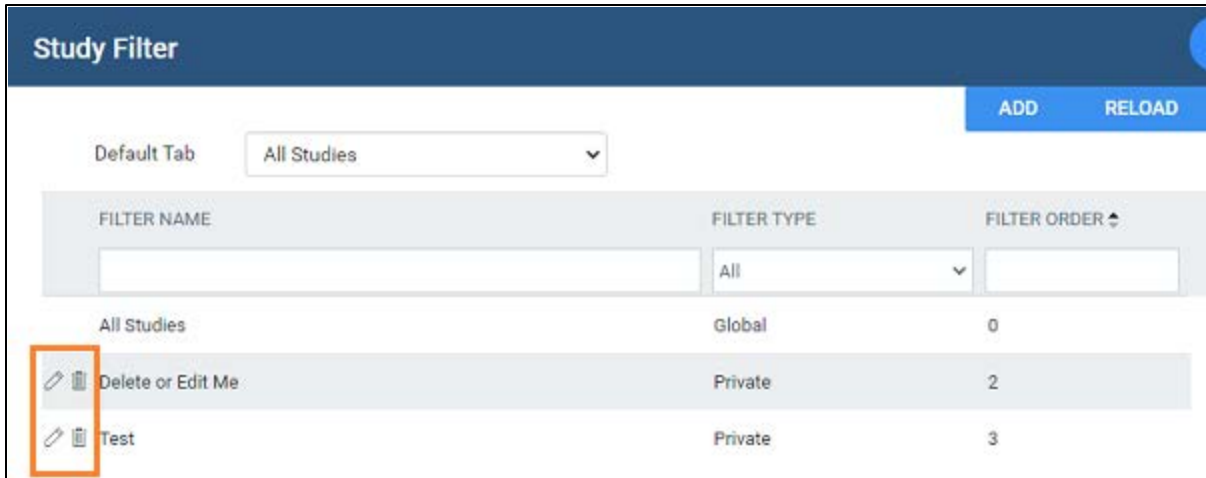 Study Filter
ADD RELOAD
Default Tab All Studies
FILTER NAME FILTER TYPE FILTER ORDER
All
All Studies Global 0
Delete or Edit Me Private 2
Test Private 3